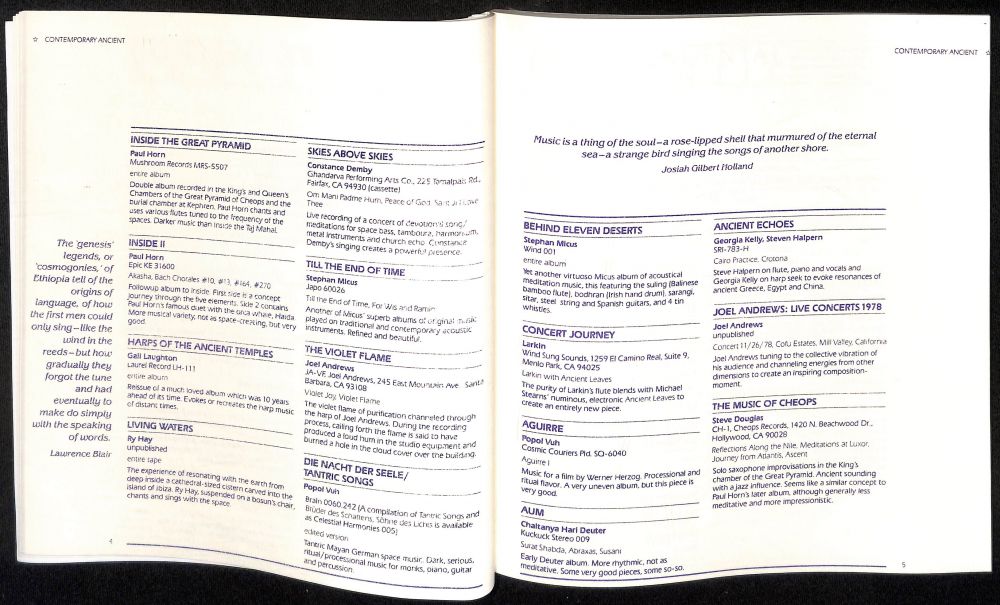 ☆ CONTEMPORARY ANCIENT
The 'genesis'
legends, or
'cosmogonies,' of
Ethiopia tell of the
origins of
language, of how
the first men could
only sing–like the
wind in the
reeds–but how
gradually they
forgot the tune
and had
eventually to
make do simply
with the speaking
of words.
Lawrence Blair
INSIDE THE GREAT PYRAMID
Paul Horn
Mushroom Records MRS-5507
entire album
Double album recorded in the King's and Queen's
Chambers of the Great Pyramid of Cheops and the
burial chamber at Kephren. Paul Horn chants and
uses various flutes tuned to the frequency of the
spaces. Darker music than Inside the Taj Mahal.
INSIDE II
Paul Horn
Epic KE 31600
Akasha, Bach Chorales #10, #13, #164, #270
Followup album to Inside. First side is a concept
journey through the five elements. Side 2 contains
Paul Horn's famous duet with the orca whale, Haida.
More musical variety, not as space-creating, but very
good.
HARPS OF THE ANCIENT TEMPLES
Gail Laughton
Laurel Record LH-111
entire album
Reissue of a much loved album which was 10 years
ahead of its time. Evokes or recreates the harp music
of distant times.
LIVING WATERS
Ry Hay
unpublished
entire tape
The experience of resonating with the earth from
deep inside a cathedral-sized cistern carved into the
island of Ibiza. Ry Hay, suspended on a bosun's chair,
chants and sings with the space.
SKIES ABOVE SKIES
Constance Demby
Ghandarva Performing Arts Co., 225 Tamalpais Rd.,
Fairfax, CA 94930 (cassette)
Om Mani Padme Hum, Peace of God, Sant Ji I Love
Thee
Live recording of a concert of devotional song/
meditations for space bass, tamboura, harmonium,
metal instruments and church echo. Constance
Demby's singing creates a powerful presence.
TILL THE END OF TIME
Stephan Micus
Japo 60026
Till the End of Time, For Wis and Ramin
Another of Micus' superb albums of original music
played on traditional and contemporary acoustic
instruments. Refined and beautiful.
THE VIOLET FLAME
Joel Andrews
JA-VF, Joel Andrews, 245 East Mountain Ave. Santa
Barbara, CA 93108
Violet Joy, Violet Flame
The violet flame of purification channeled through
the harp of Joel Andrews. During the recording
process, calling forth the flame is said to have
produced a loud hum in the studio equipment and
burned a hole in the cloud cover over the building.
DIE NACHT DER SEELE/
TANTRIC SONGS
Popol Vuh
Brain 0060.242 (A compilation of Tantric Songs and
Brüder des Schattens, Söhne des Lichts is available
as Celestial Harmonies 005)
edited version
Tantric Mayan German space music. Dark, serious,
ritual/processional music for monks, piano, guitar
and percussion.
4
CONTEMPORARY ANCIENT ☆
Music is a thing of the soul–a rose-lipped shell that murmured of the eternal
sea–a strange bird singing the songs of another shore.
Josiah Gilbert Holland
BEHIND ELEVEN DESERTS
Stephan Micus
Wind 001
entire album
Yet another virtuoso Micus album of acoustical
meditation music, this featuring the suling (Balinese
bamboo flute), bodhran (Irish hand drum), sarangi,
sitar, steel string and Spanish guitars, and 4 tin
whistles.
CONCERT JOURNEY
Larkin
Wind Sung Sounds, 1259 El Camino Real, Suite 9,
Menlo Park, CA 94025
Larkin with Ancient Leaves
The purity of Larkin's flute blends with Michael
Stearns' numinous, electronic Ancient Leaves to
create an entirely new piece.
AGUIRRE
Popol Vuh
Cosmic Couriers Pld. SQ-6040
Aguirre I
Music for a film by Werner Herzog. Processional and
ritual flavor. A very uneven album, but this piece is
very good.
AUM
Chaitanya Hari Deuter
Kuckuck Stereo 009
Surat Shabda, Abraxas, Susani
Early Deuter album. More rhythmic, not as
meditative. Some very good pieces, some so-so.
ANCIENT ECHOES
Georgia Kelly, Steven Halpern
SRI-783-H
Cairo Practice, Crotona
Steve Halpern on flute, piano and vocals and
Georgia Kelly on harp seek to evoke resonances of
ancient Greece, Egypt and China.
JOEL ANDREWS: LIVE CONCERTS 1978
Joel Andrews
unpublished
Concert 11/26/78, Cofu Estates, Mill Valley, California
Joel Andrews tuning to the collective vibration of
his audience and channeling energies from other
dimensions to create an inspiring composition-
moment.
THE MUSIC OF CHEOPS
Steve Douglas
CH-1, Cheops Records, 1420 N. Beachwood Dr.,
Hollywood, CA 90028
Reflections Along the Nile, Meditations at Luxor,
Journey from Atlantis, Ascent
Solo saxophone improvisations in the King's
chamber of the Great Pyramid. Ancient sounding
with a jazz influence. Seems like a similar concept to
Paul Horn's later album, although generally less
meditative and more impressionistic.
5